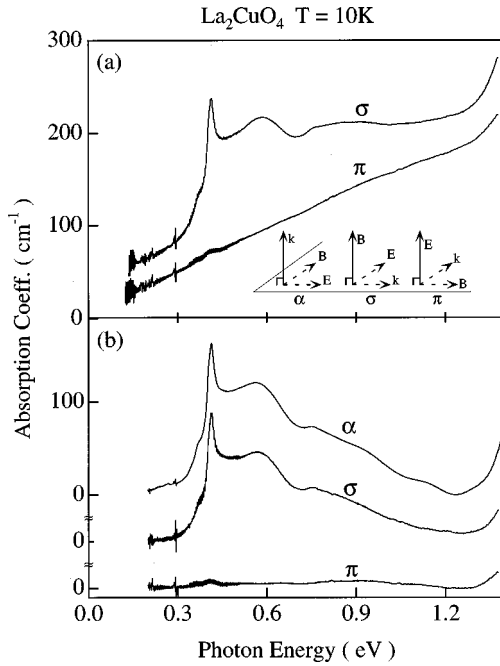 La₂CuO₄ T = 10K
300
(a)
σ
200
π
100
k B E α
B E k σ
E k B π
0
(b)
100
α
0
σ
0
π
0
0.0 0.3 0.6 0.9 1.2
Absorption Coeff. ( cm⁻¹ )
Photon Energy ( eV )